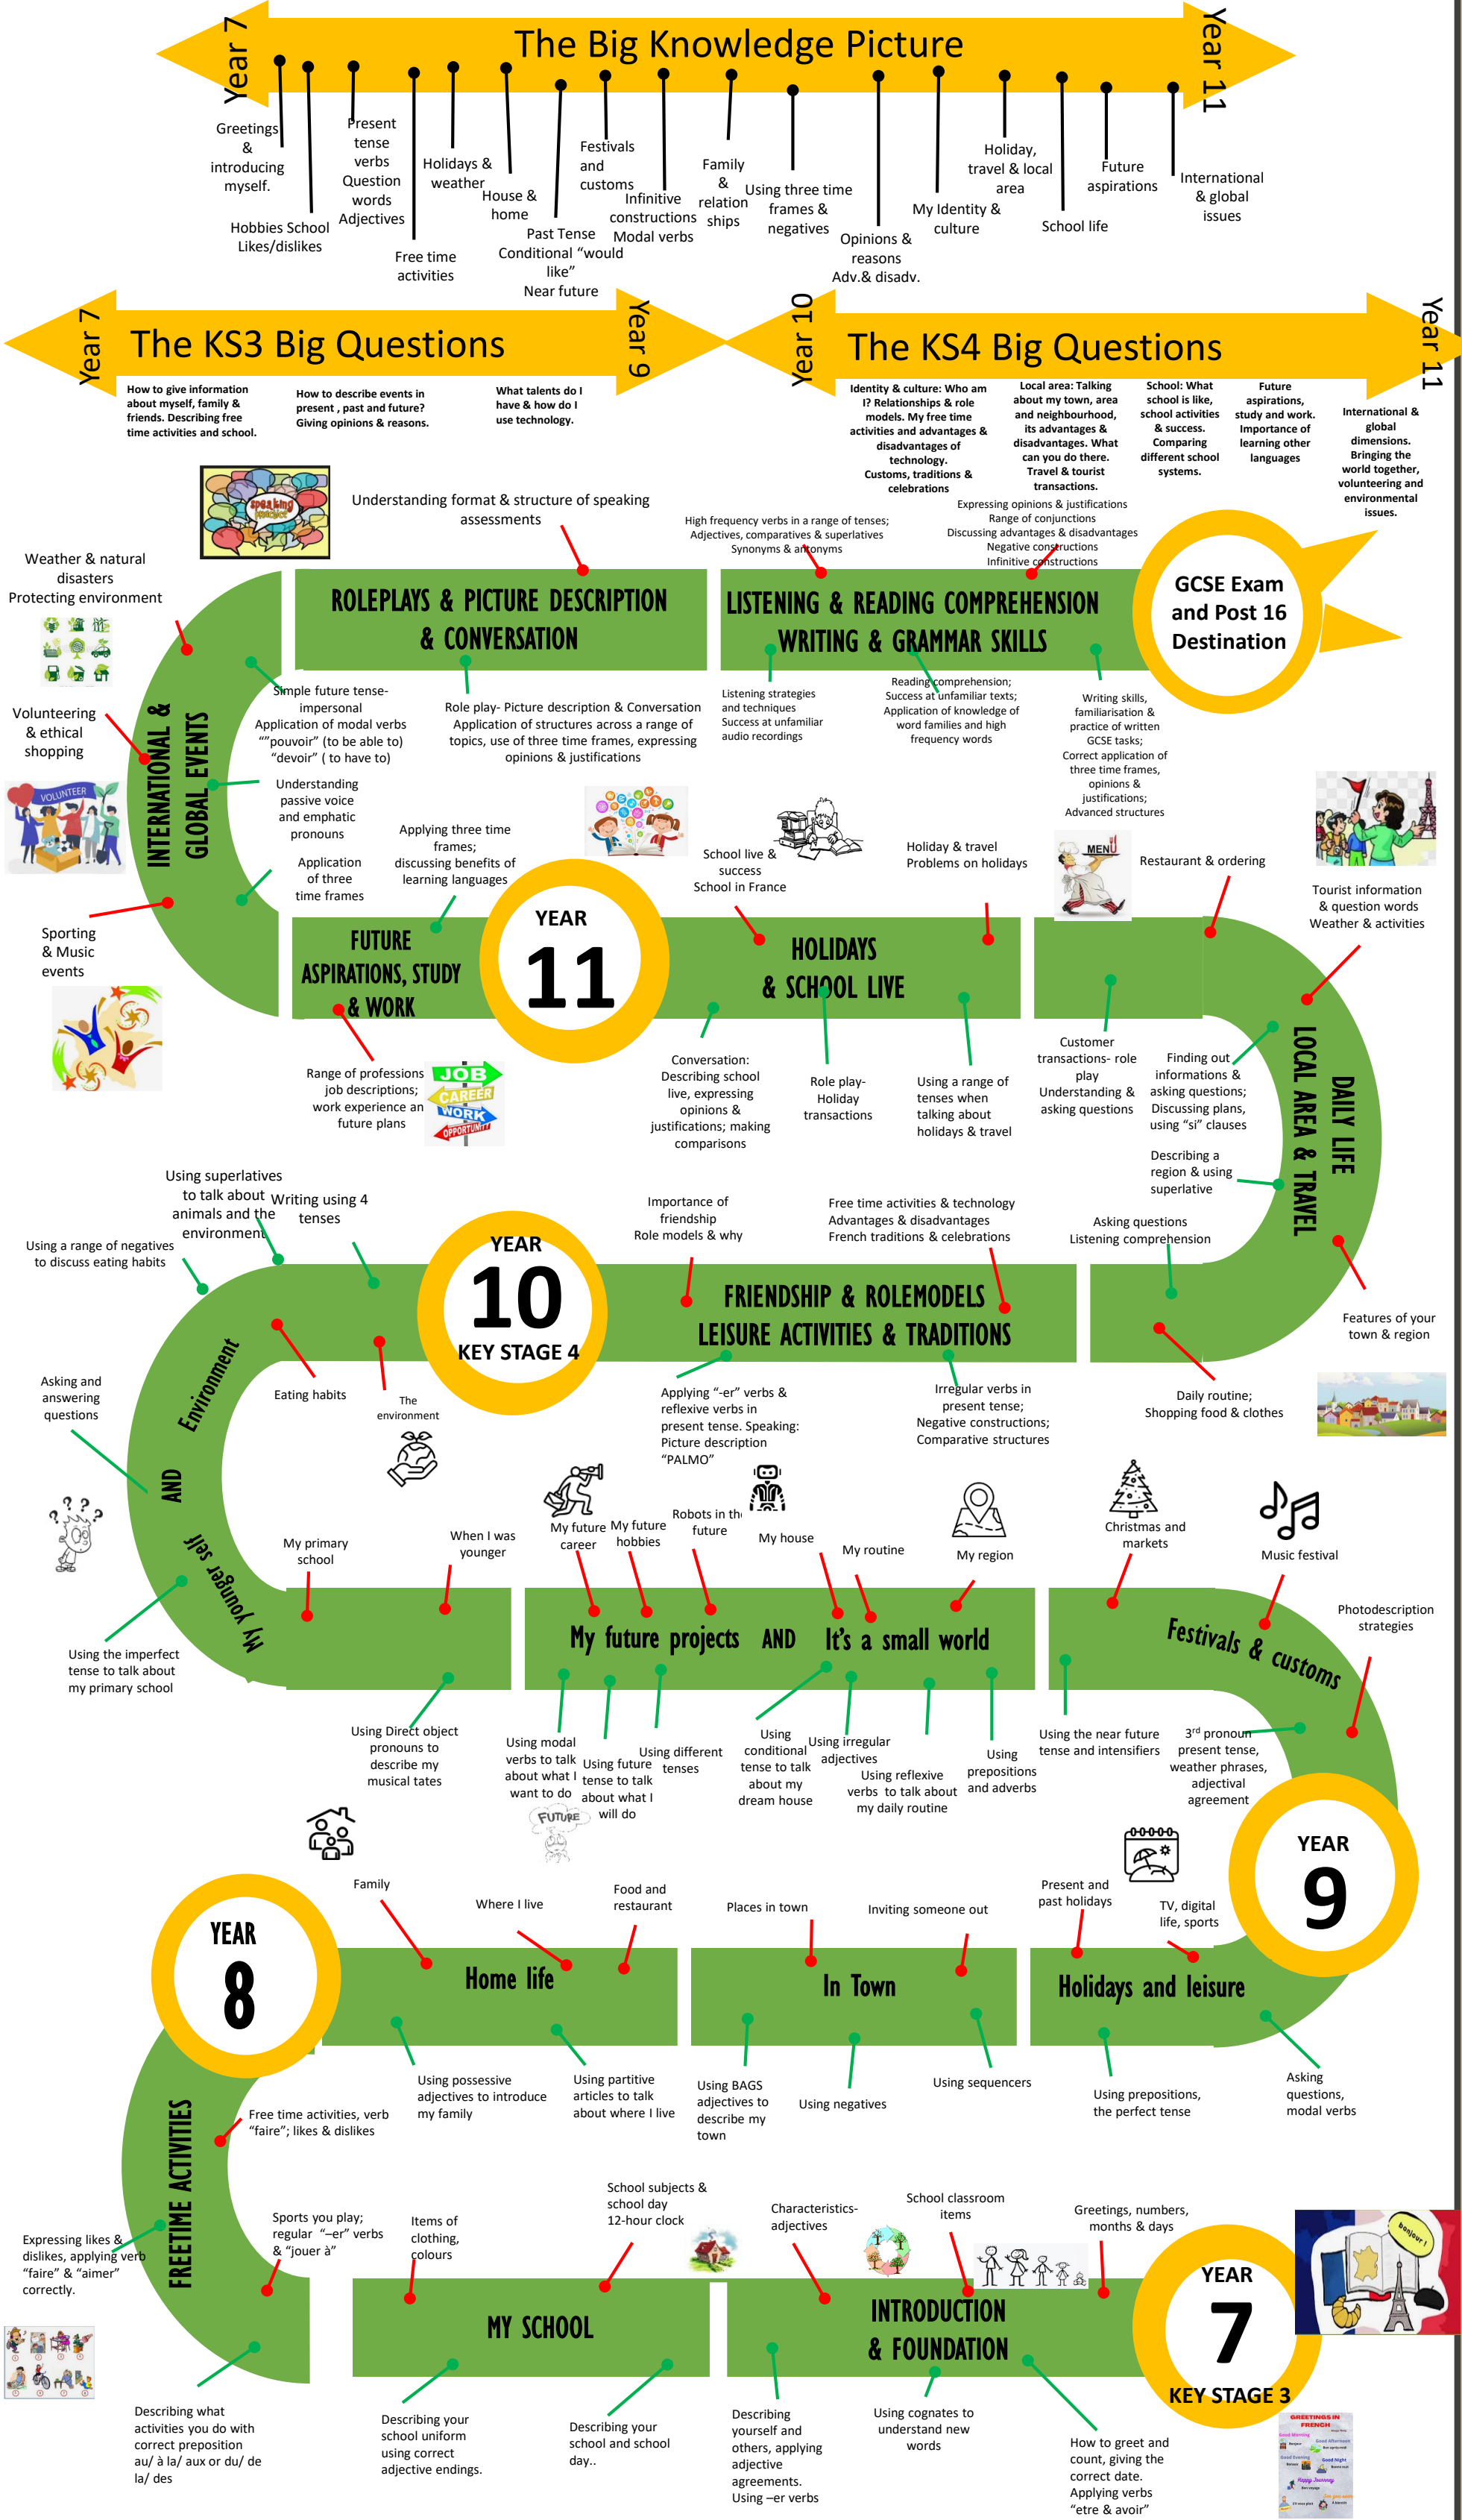 The Big Knowledge Picture
Year 7
Year 11
Greetings
&
introducing
myself.
Hobbies School
Likes/dislikes
Present
tense
verbs
Question
words
Adjectives
Free time
activities
Holidays &
weather
House &
home
Past Tense
Conditional “would
like”
Near future
Festivals
and
customs
Infinitive
constructions
Modal verbs
Family
&
relation
ships
Using three time
frames &
negatives
Opinions &
reasons
Adv.& disadv.
My Identity &
culture
Holiday,
travel & local
area
School life
Future
aspirations
International
& global
issues
Year 7
The KS3 Big Questions
Year 9
Year 10
The KS4 Big Questions
Year 11
How to give information
about myself, family &
friends. Describing free
time activities and school.
How to describe events in
present , past and future?
Giving opinions & reasons.
What talents do I
have & how do I
use technology.
Identity & culture: Who am
I? Relationships & role
models. My free time
activities and advantages &
disadvantages of
technology.
Customs, traditions &
celebrations
Local area: Talking
about my town, area
and neighbourhood,
its advantages &
disadvantages. What
can you do there.
Travel & tourist
transactions.
School: What
school is like,
school activities
& success.
Comparing
different school
systems.
Future
aspirations,
study and work.
Importance of
learning other
languages
International &
global
dimensions.
Bringing the
world together,
volunteering and
environmental
issues.
speaking
practice
Understanding format & structure of speaking
assessments
High frequency verbs in a range of tenses;
Adjectives, comparatives & superlatives
Synonyms & antonyms
Expressing opinions & justifications
Range of conjunctions
Discussing advantages & disadvantages
Negative constructions
Infinitive constructions
GCSE Exam
and Post 16
Destination
Weather & natural
disasters
Protecting environment
ROLEPLAYS & PICTURE DESCRIPTION
& CONVERSATION
LISTENING & READING COMPREHENSION
WRITING & GRAMMAR SKILLS
Volunteering
& ethical
shopping
VOLUNTEER
INTERNATIONAL &
GLOBAL EVENTS
Simple future tense-
impersonal
Application of modal verbs
“”pouvoir” (to be able to)
“devoir” ( to have to)
Understanding
passive voice
and emphatic
pronouns
Application
of three
time frames
Role play- Picture description & Conversation
Application of structures across a range of
topics, use of three time frames, expressing
opinions & justifications
Listening strategies
and techniques
Success at unfamiliar
audio recordings
Reading comprehension;
Success at unfamiliar texts;
Application of knowledge of
word families and high
frequency words
Writing skills,
familiarisation &
practice of written
GCSE tasks;
Correct application of
three time frames,
opinions &
justifications;
Advanced structures
Sporting
& Music
events
Applying three time
frames;
discussing benefits of
learning languages
School live &
success
School in France
Holiday & travel
Problems on holidays
MENU
Restaurant & ordering
Tourist information
& question words
Weather & activities
FUTURE
ASPIRATIONS, STUDY
& WORK
YEAR
11
HOLIDAYS
& SCHOOL LIVE
Range of professions
job descriptions;
work experience an
future plans
JOB
CAREER
WORK
OPPORTUNITY
Conversation:
Describing school
live, expressing
opinions &
justifications; making
comparisons
Role play-
Holiday
transactions
Using a range of
tenses when
talking about
holidays & travel
Customer
transactions- role
play
Understanding &
asking questions
Finding out
informations &
asking questions;
Discussing plans,
using “si” clauses
Describing a
region & using
superlative
DAILY LIFE
LOCAL AREA & TRAVEL
Using superlatives
to talk about
animals and the
environment
Writing using 4
tenses
Using a range of negatives
to discuss eating habits
Importance of
friendship
Role models & why
Free time activities & technology
Advantages & disadvantages
French traditions & celebrations
Asking questions
Listening comprehension
Features of your
town & region
YEAR
10
KEY STAGE 4
FRIENDSHIP & ROLEMODELS
LEISURE ACTIVITIES & TRADITIONS
Asking and
answering
questions
Eating habits
The
environment
Applying “-er” verbs &
reflexive verbs in
present tense. Speaking:
Picture description
“PALMO”
Irregular verbs in
present tense;
Negative constructions;
Comparative structures
Daily routine;
Shopping food & clothes
Environment
AND
My younger self
? ? ? ?
My primary
school
When I was
younger
My future
career
My future
hobbies
Robots in the
future
My house
My routine
My region
Christmas and
markets
Music festival
Photodescription
strategies
My future projects AND It’s a small world
Festivals & customs
Using the imperfect
tense to talk about
my primary school
Using Direct object
pronouns to
describe my
musical tates
Using modal
verbs to talk
about what I
want to do
Using future
tense to talk
about what I
will do
Using different
tenses
Using
conditional
tense to talk
about my
dream house
Using irregular
adjectives
Using reflexive
verbs to talk about
my daily routine
Using
prepositions
and adverbs
Using the near future
tense and intensifiers
3rd pronoun
present tense,
weather phrases,
adjectival
agreement
FUTURE
YEAR
9
Family
Where I live
Food and
restaurant
Places in town
Inviting someone out
Present and
past holidays
TV, digital
life, sports
YEAR
8
Home life
In Town
Holidays and leisure
Using possessive
adjectives to introduce
my family
Using partitive
articles to talk
about where I live
Using BAGS
adjectives to
describe my
town
Using negatives
Using sequencers
Using prepositions,
the perfect tense
Asking
questions,
modal verbs
FREETIME ACTIVITIES
Free time activities, verb
“faire”; likes & dislikes
Expressing likes &
dislikes, applying verb
“faire” & “aimer”
correctly.
Sports you play;
regular “–er” verbs
& “jouer à”
Items of
clothing,
colours
School subjects &
school day
12-hour clock
Characteristics-
adjectives
School classroom
items
Greetings, numbers,
months & days
bonjour !
MY SCHOOL
INTRODUCTION
& FOUNDATION
YEAR
7
KEY STAGE 3
Describing what
activities you do with
correct preposition
au/ à la/ aux or du/ de
la/ des
Describing your
school uniform
using correct
adjective endings.
Describing your
school and school
day..
Describing
yourself and
others, applying
adjective
agreements.
Using –er verbs
Using cognates to
understand new
words
How to greet and
count, giving the
correct date.
Applying verbs
“etre & avoir”
GREETINGS IN
FRENCH
Good Morning
Bonjour
Good Afternoon
Good Evening
Bonsoir
Good Night
Bonne nuit
Happy Journey
Bon voyage